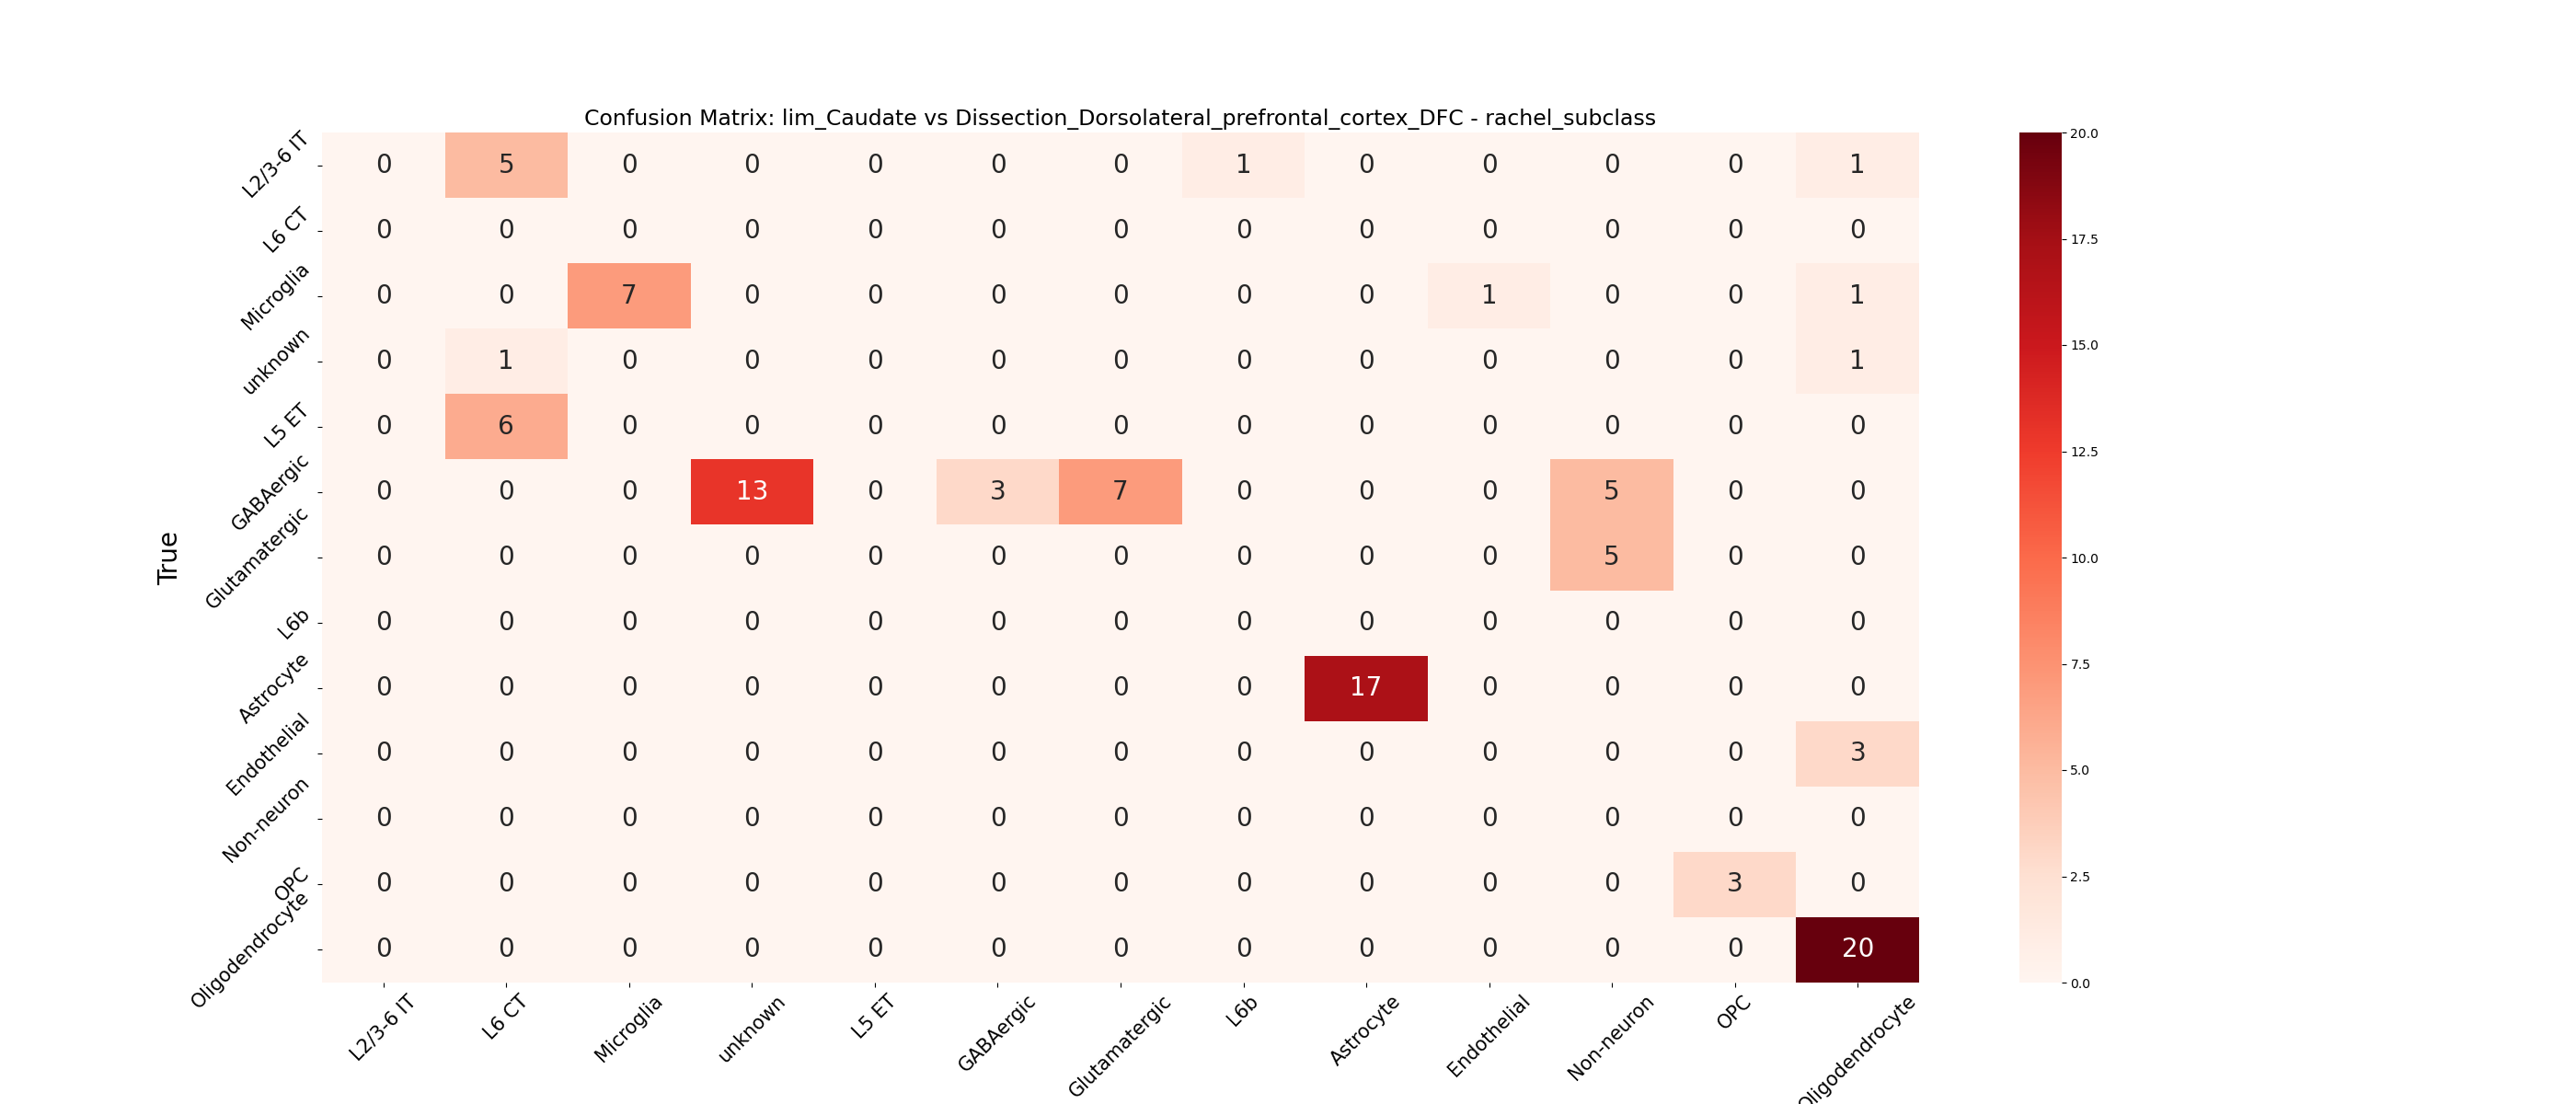 Confusion Matrix: lim_Caudate vs Dissection_Dorsolateral_prefrontal_cortex_DFC - rachel_subclass
True
L2/3-6 IT 0 5 0 0 0 0 0 1 0 0 0 0 1
L6 CT 0 0 0 0 0 0 0 0 0 0 0 0 0
Microglia 0 0 7 0 0 0 0 0 0 1 0 0 1
unknown 0 1 0 0 0 0 0 0 0 0 0 0 1
L5 ET 0 6 0 0 0 0 0 0 0 0 0 0 0
GABAergic 0 0 0 13 0 3 7 0 0 0 5 0 0
Glutamatergic 0 0 0 0 0 0 0 0 0 0 5 0 0
L6b 0 0 0 0 0 0 0 0 0 0 0 0 0
Astrocyte 0 0 0 0 0 0 0 0 17 0 0 0 0
Endothelial 0 0 0 0 0 0 0 0 0 0 0 0 3
Non-neuron 0 0 0 0 0 0 0 0 0 0 0 0 0
OPC 0 0 0 0 0 0 0 0 0 0 0 3 0
Oligodendrocyte 0 0 0 0 0 0 0 0 0 0 0 0 20
L2/3-6 IT L6 CT Microglia unknown L5 ET GABAergic Glutamatergic L6b Astrocyte Endothelial Non-neuron OPC Oligodendrocyte
20.0
17.5
15.0
12.5
10.0
7.5
5.0
2.5
0.0